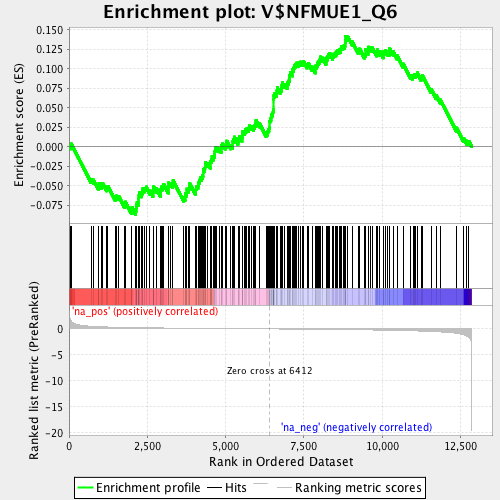 Enrichment plot: V$NFMUE1_Q6
Enrichment score (ES)
0.150
0.125
0.100
0.075
0.050
0.025
0.000
-0.025
-0.050
-0.075
'na_pos' (positively correlated)
Ranked list metric (PreRanked)
0
-5
-10
-15
-20
Zero cross at 6412
'na_neg' (negatively correlated)
0
2,500
5,000
7,500
10,000
12,500
Rank in Ordered Dataset
Enrichment profile
Hits
Ranking metric scores